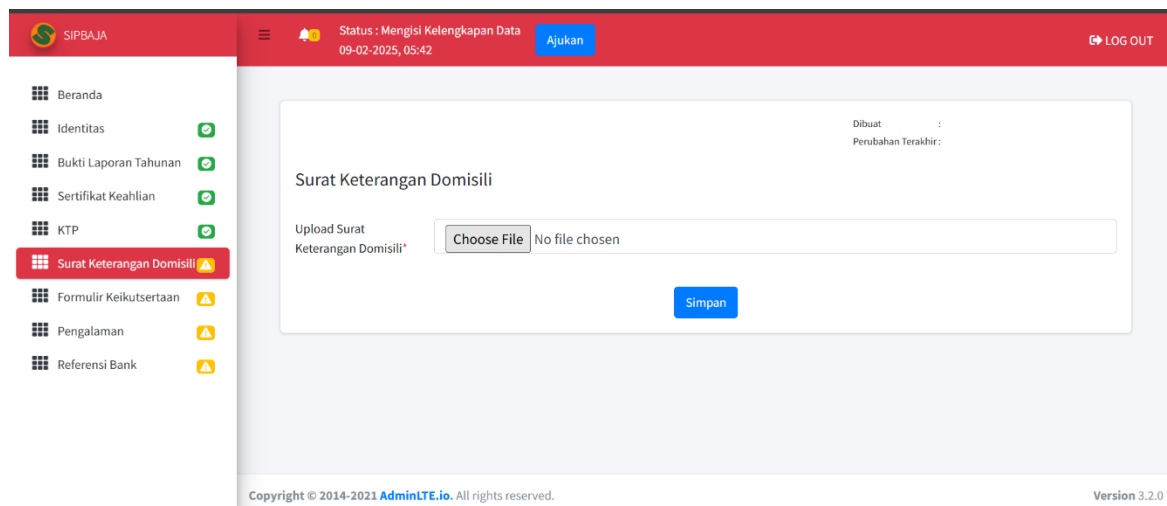 SIPBAJA
0
Status : Mengisi Kelengkapan Data
09-02-2025, 05:42
Ajukan
LOG OUT
Beranda
Identitas
Bukti Laporan Tahunan
Sertifikat Keahlian
KTP
Surat Keterangan Domisili
Formulir Keikutsertaan
Pengalaman
Referensi Bank
Dibuat :
Perubahan Terakhir :
Surat Keterangan Domisili
Upload Surat
Keterangan Domisili*
Choose File No file chosen
Simpan
Copyright © 2014-2021 AdminLTE.io. All rights reserved.
Version 3.2.0